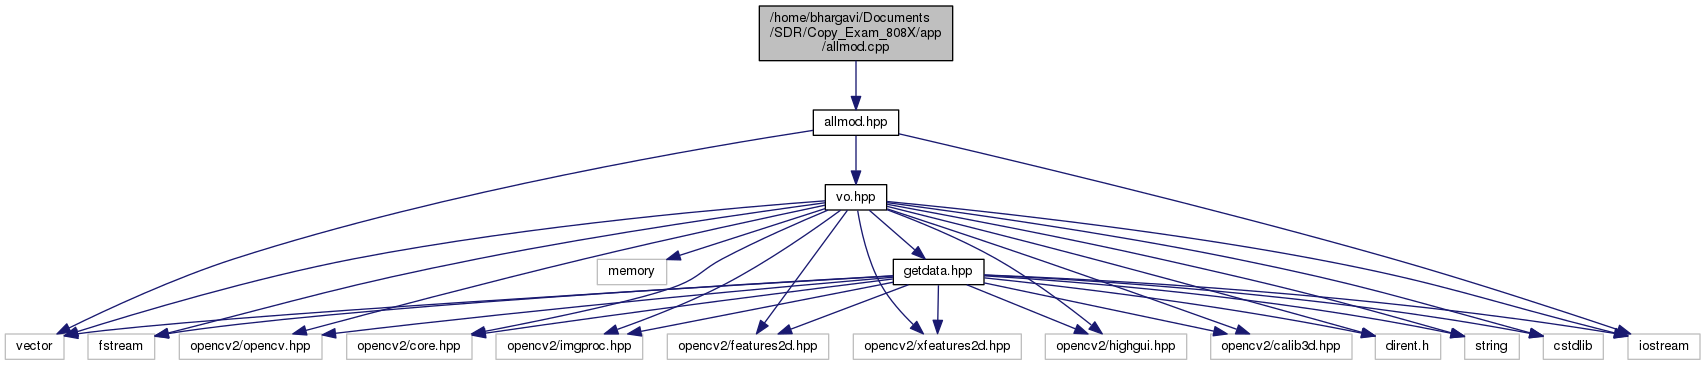 /home/bhargavi/Documents
/SDR/Copy_Exam_808X/app
/allmod.cpp
allmod.hpp
vo.hpp
memory
getdata.hpp
vector
fstream
opencv2/opencv.hpp
opencv2/core.hpp
opencv2/imgproc.hpp
opencv2/features2d.hpp
opencv2/xfeatures2d.hpp
opencv2/highgui.hpp
opencv2/calib3d.hpp
dirent.h
string
cstdlib
iostream